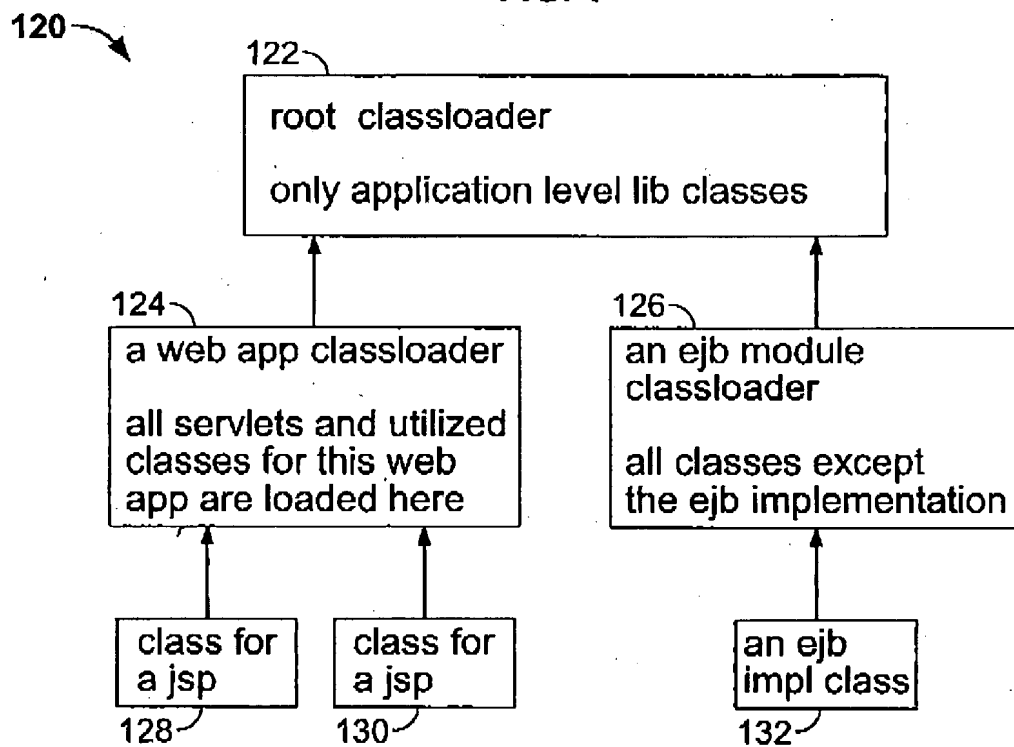 120
122
root classloader
only application level lib classes
124
a web app classloader
all servlets and utilized
classes for this web
app are loaded here
126
an ejb module
classloader
all classes except
the ejb implementation
class for
a jsp
128
class for
a jsp
130
an ejb
impl class
132